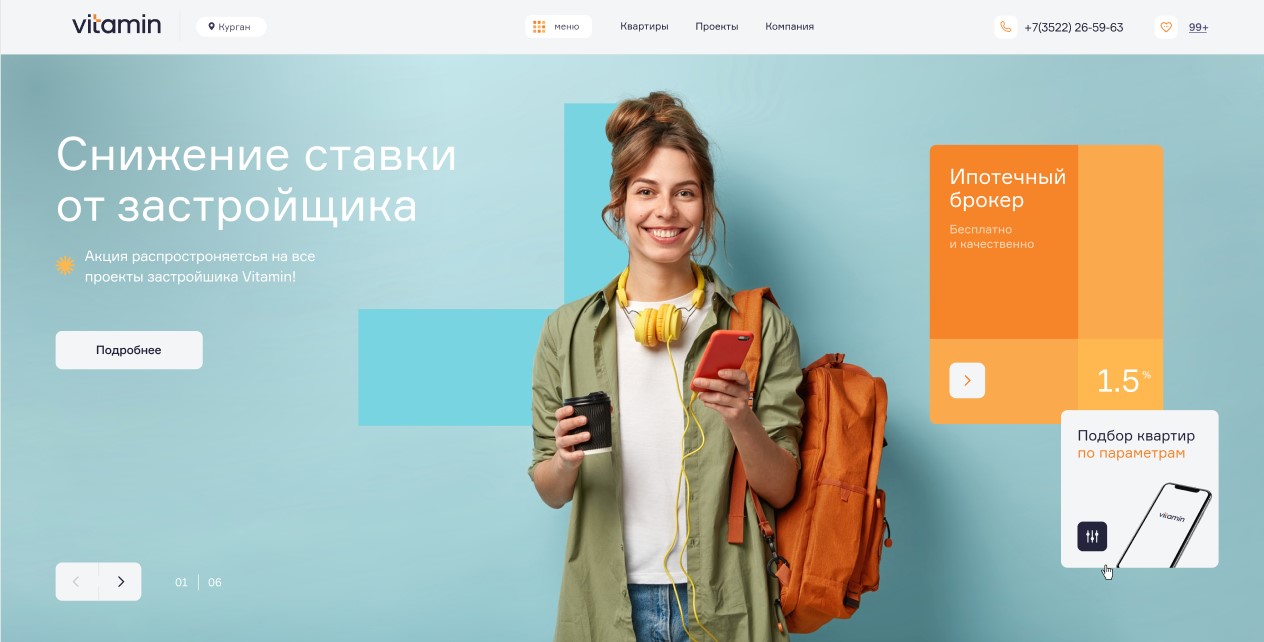 vitamin
Курган
меню
Квартиры
Проекты
Компания
+7(3522) 26-59-63
99+
Снижение ставки
от застройщика
Акция распростроняетсья на все
проекты застройшика Vitamin!
Подробнее
01 | 06
Ипотечный
брокер
Бесплатно
и качественно
1.5 %
Подбор квартир
по параметрам
vitamin